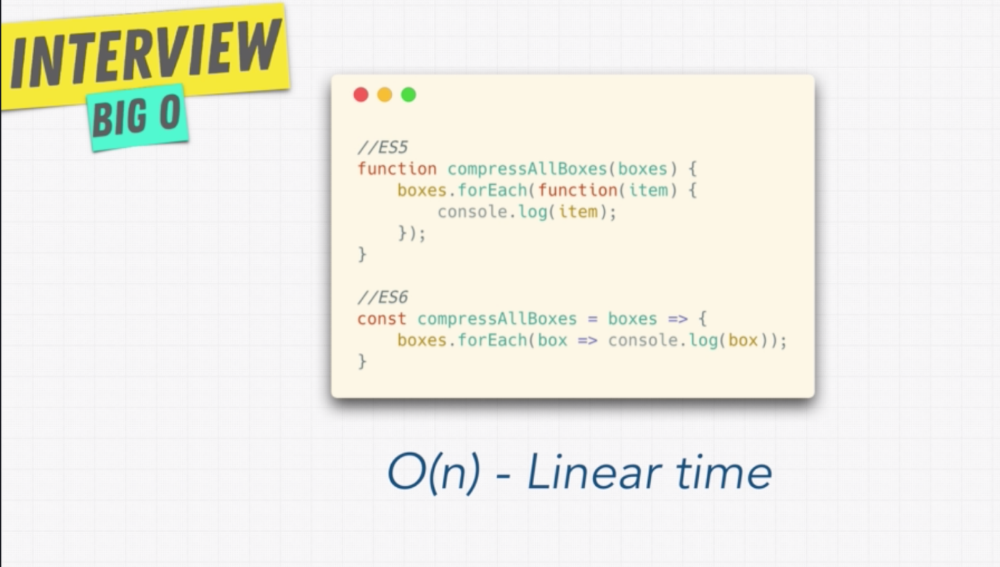 INTERVIEW
BIG O
//ES5
function compressAllBoxes(boxes) {
    boxes.forEach(function(item) {
        console.log(item);
    });
}

//ES6
const compressAllBoxes = boxes => {
    boxes.forEach(box => console.log(box));
}
O(n) - Linear time